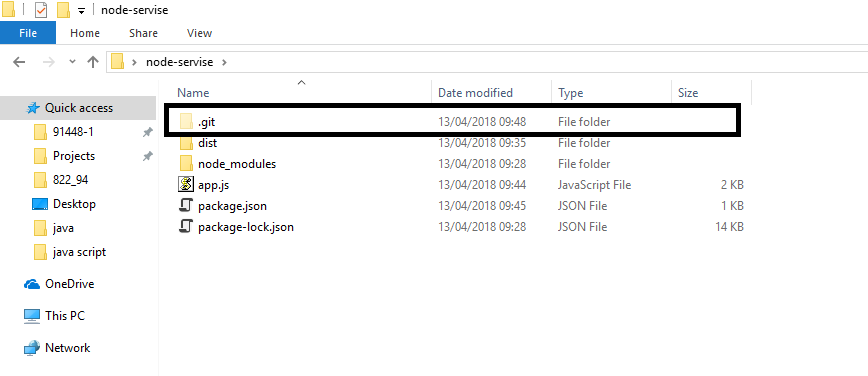 node-servise
File Home Share View
node-servise
Name Date modified Type Size
Quick access
91448-1
Projects
822_94
Desktop
java
java script
OneDrive
This PC
Network
.git 13/04/2018 09:48 File folder
dist 13/04/2018 09:35 File folder
node_modules 13/04/2018 09:28 File folder
app.js 13/04/2018 09:44 JavaScript File 2 KB
package.json 13/04/2018 09:45 JSON File 1 KB
package-lock.json 13/04/2018 09:28 JSON File 14 KB